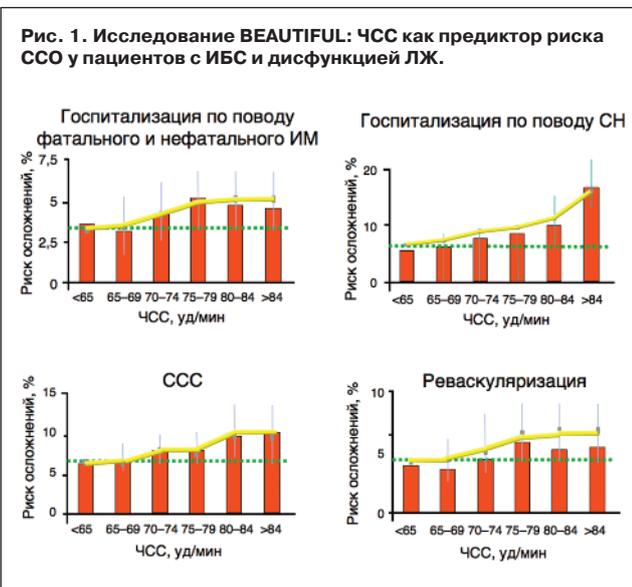 Рис. 1. Исследование BEAUTIFUL: ЧСС как предиктор риска
ССО у пациентов с ИБС и дисфункцией ЛЖ.
Госпитализация по поводу
фатального и нефатального ИМ
Риск осложнений, %
7,5
5
2,5
0
<65 65–69 70–74 75–79 80–84 >84
ЧСС, уд/мин
Госпитализация по поводу СН
Риск осложнений, %
20
10
0
<65 65–69 70–74 75–79 80–84 >84
ЧСС, уд/мин
ССС
Риск осложнений, %
15
10
5
0
<65 65–69 70–74 75–79 80–84 >84
ЧСС, уд/мин
Реваскуляризация
Риск осложнений, %
10
5
0
<65 65–69 70–74 75–79 80–84 >84
ЧСС, уд/мин